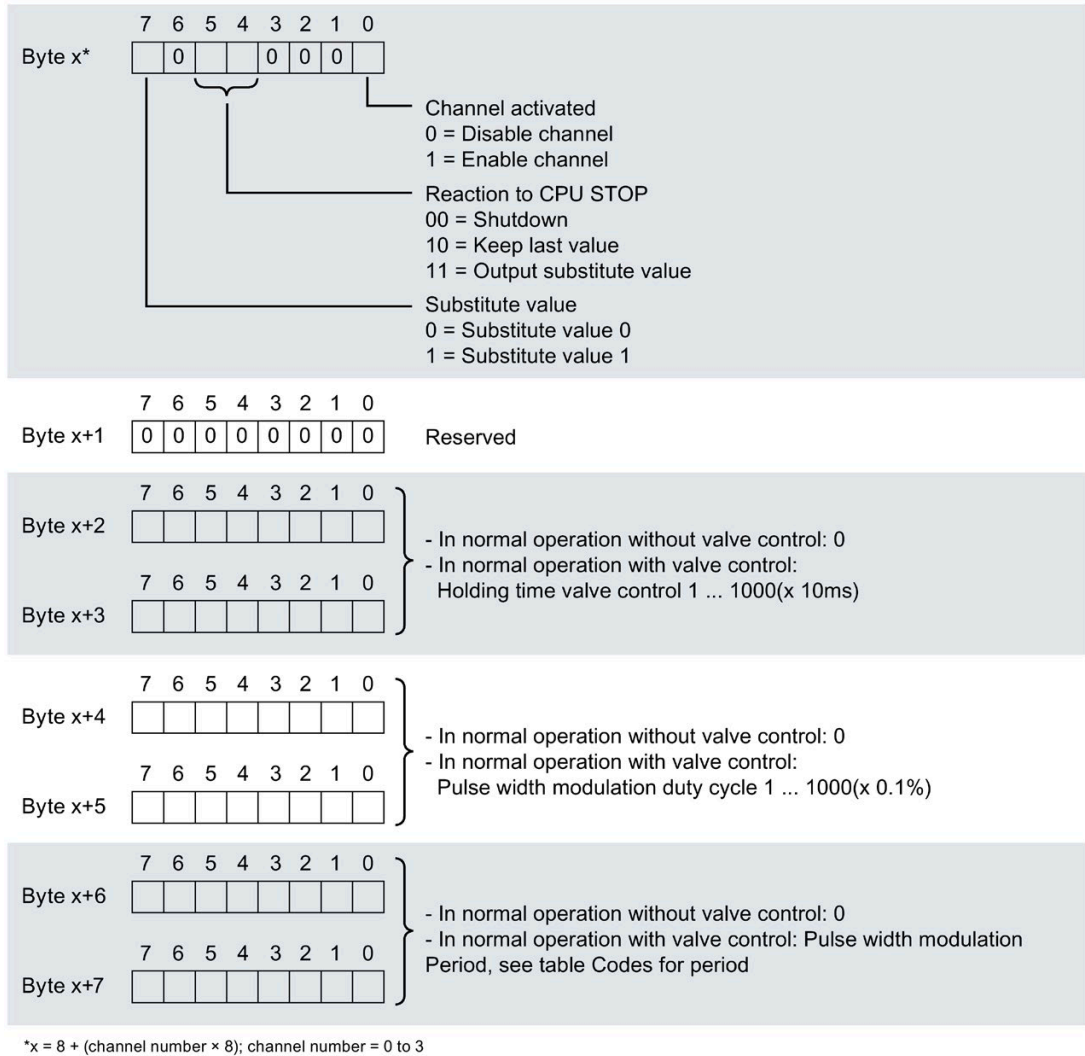 7 6 5 4 3 2 1 0
Byte x* 0 0 0 0
Channel activated
0 = Disable channel
1 = Enable channel
Reaction to CPU STOP
00 = Shutdown
10 = Keep last value
11 = Output substitute value
Substitute value
0 = Substitute value 0
1 = Substitute value 1
7 6 5 4 3 2 1 0
Byte x+1 0 0 0 0 0 0 0 0 Reserved
7 6 5 4 3 2 1 0
Byte x+2
- In normal operation without valve control: 0
- In normal operation with valve control:
Holding time valve control 1 ... 1000(x 10ms)
7 6 5 4 3 2 1 0
Byte x+3
7 6 5 4 3 2 1 0
Byte x+4
- In normal operation without valve control: 0
- In normal operation with valve control:
Pulse width modulation duty cycle 1 ... 1000(x 0.1%)
7 6 5 4 3 2 1 0
Byte x+5
7 6 5 4 3 2 1 0
Byte x+6
- In normal operation without valve control: 0
- In normal operation with valve control: Pulse width modulation
Period, see table Codes for period
7 6 5 4 3 2 1 0
Byte x+7
*x = 8 + (channel number × 8); channel number = 0 to 3